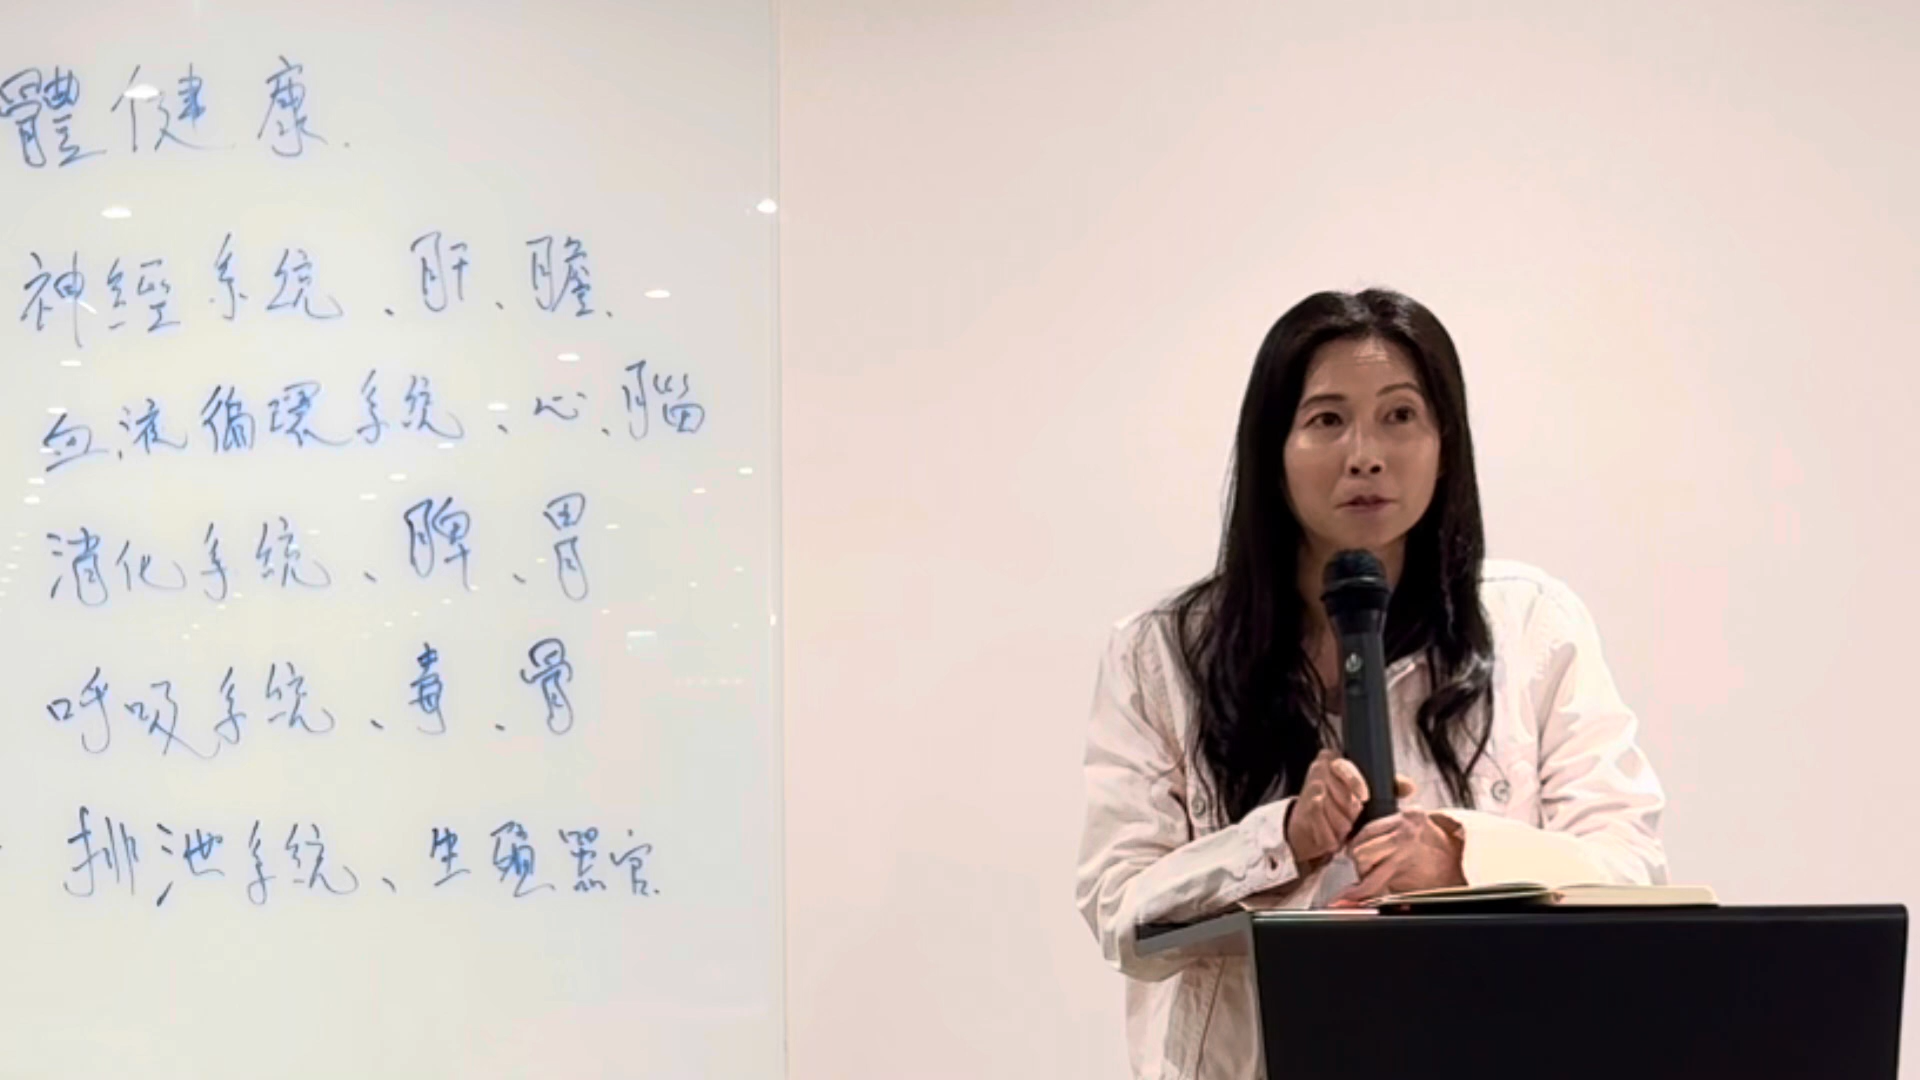 體健康.
神經系統、肝、膽.
血液循環系統、心、腦
消化系統、脾、胃
呼吸系統、毒、骨
排泄系統、生殖器官.